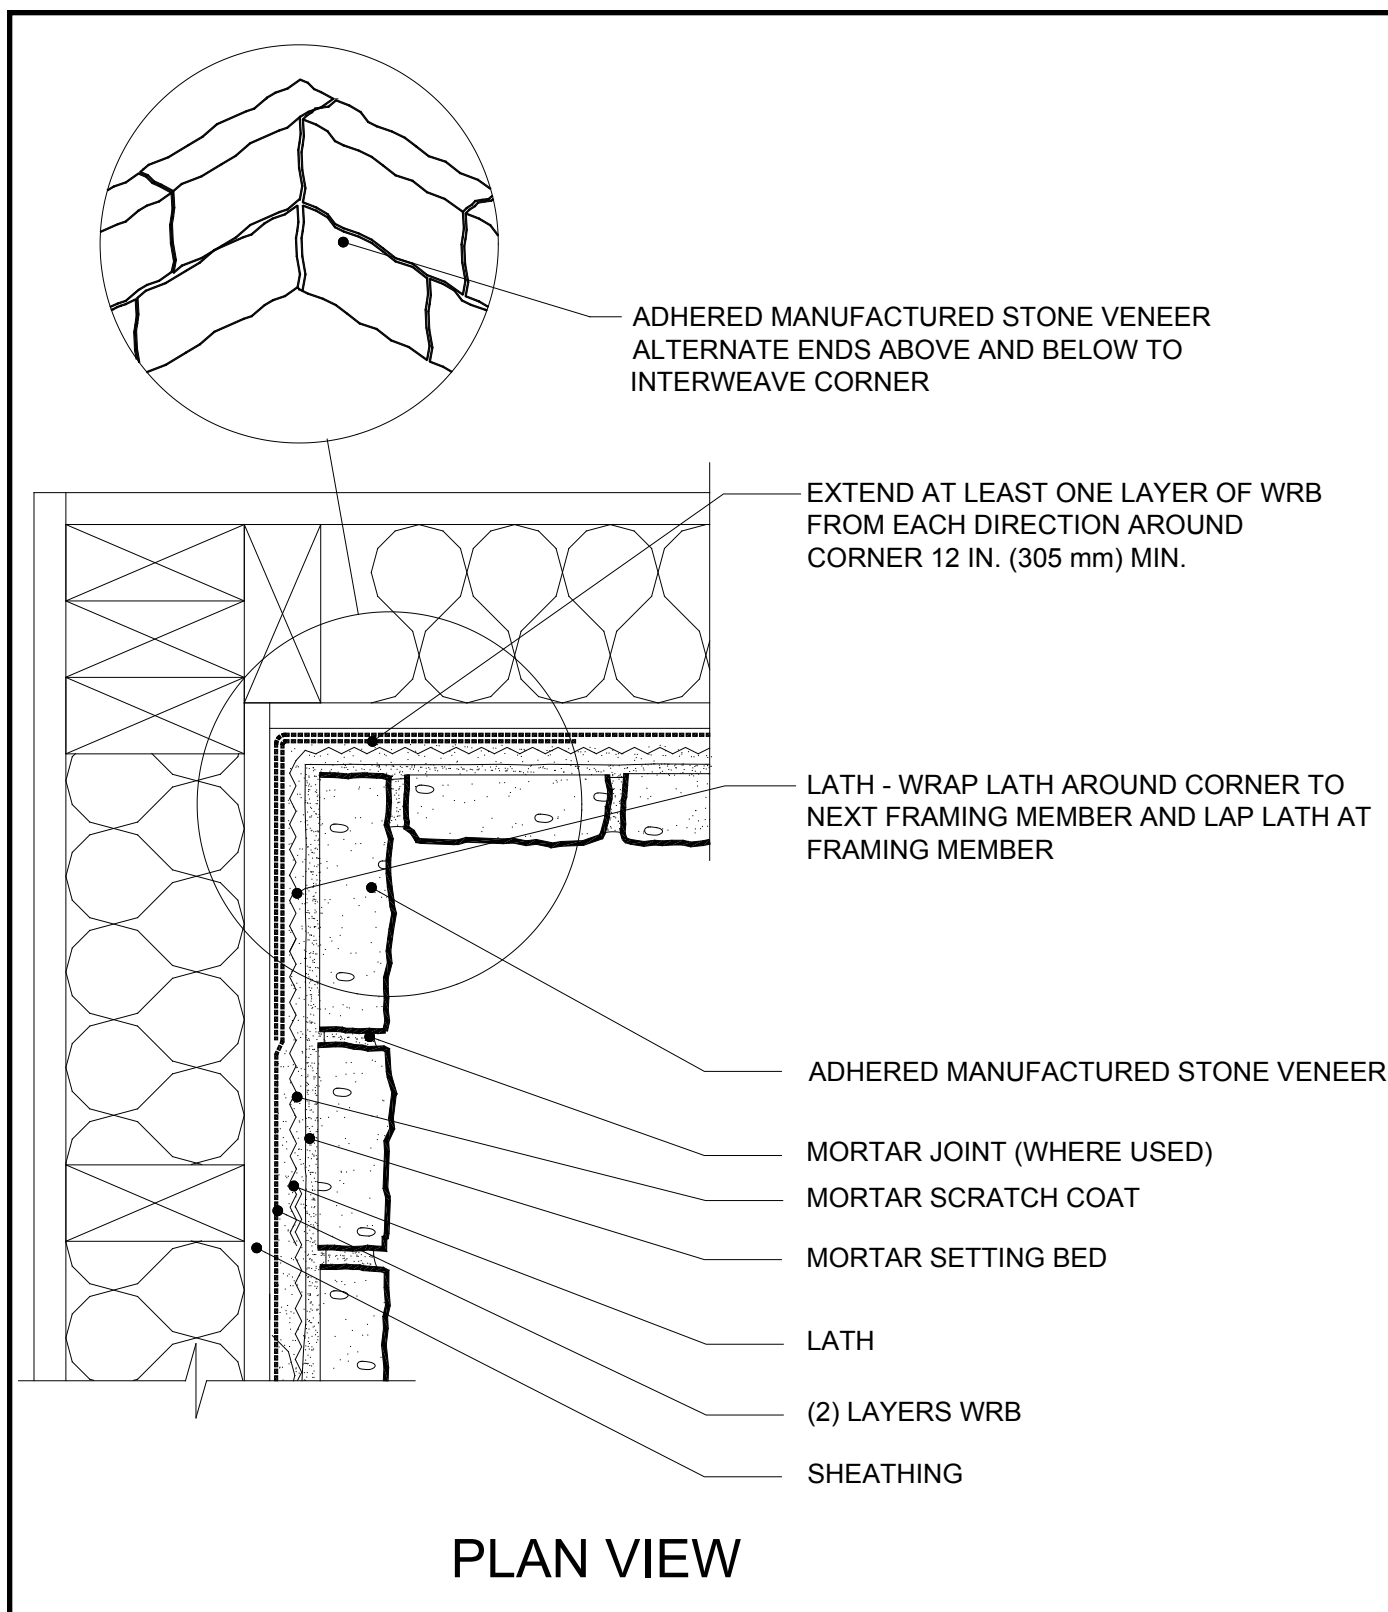 ADHERED MANUFACTURED STONE VENEER
ALTERNATE ENDS ABOVE AND BELOW TO
INTERWEAVE CORNER
EXTEND AT LEAST ONE LAYER OF WRB
FROM EACH DIRECTION AROUND
CORNER 12 IN. (305 mm) MIN.
LATH - WRAP LATH AROUND CORNER TO
NEXT FRAMING MEMBER AND LAP LATH AT
FRAMING MEMBER
ADHERED MANUFACTURED STONE VENEER
MORTAR JOINT (WHERE USED)
MORTAR SCRATCH COAT
MORTAR SETTING BED
LATH
(2) LAYERS WRB
SHEATHING
PLAN VIEW